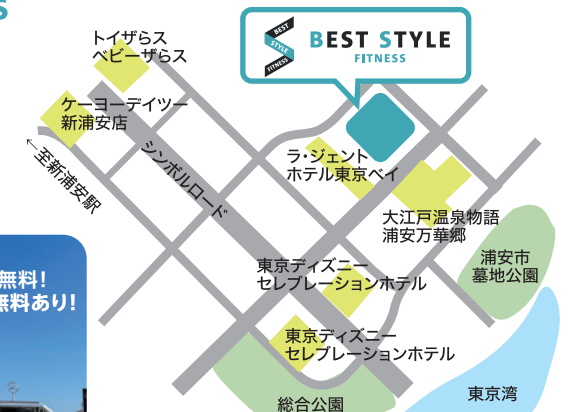 s
BEST
STYLE
FITNESS
BEST STYLE
FITNESS
トイザらス
ベビーザらス
ケーヨーデイツー
新浦安店
←至新浦安駅
シンボルロード
ラ・ジェント
ホテル東京ベイ
大江戸温泉物語
浦安万華郷
浦安市
墓地公園
東京ディズニー
セレブレーションホテル
東京ディズニー
セレブレーションホテル
無料!
無料あり!
総合公園
東京湾